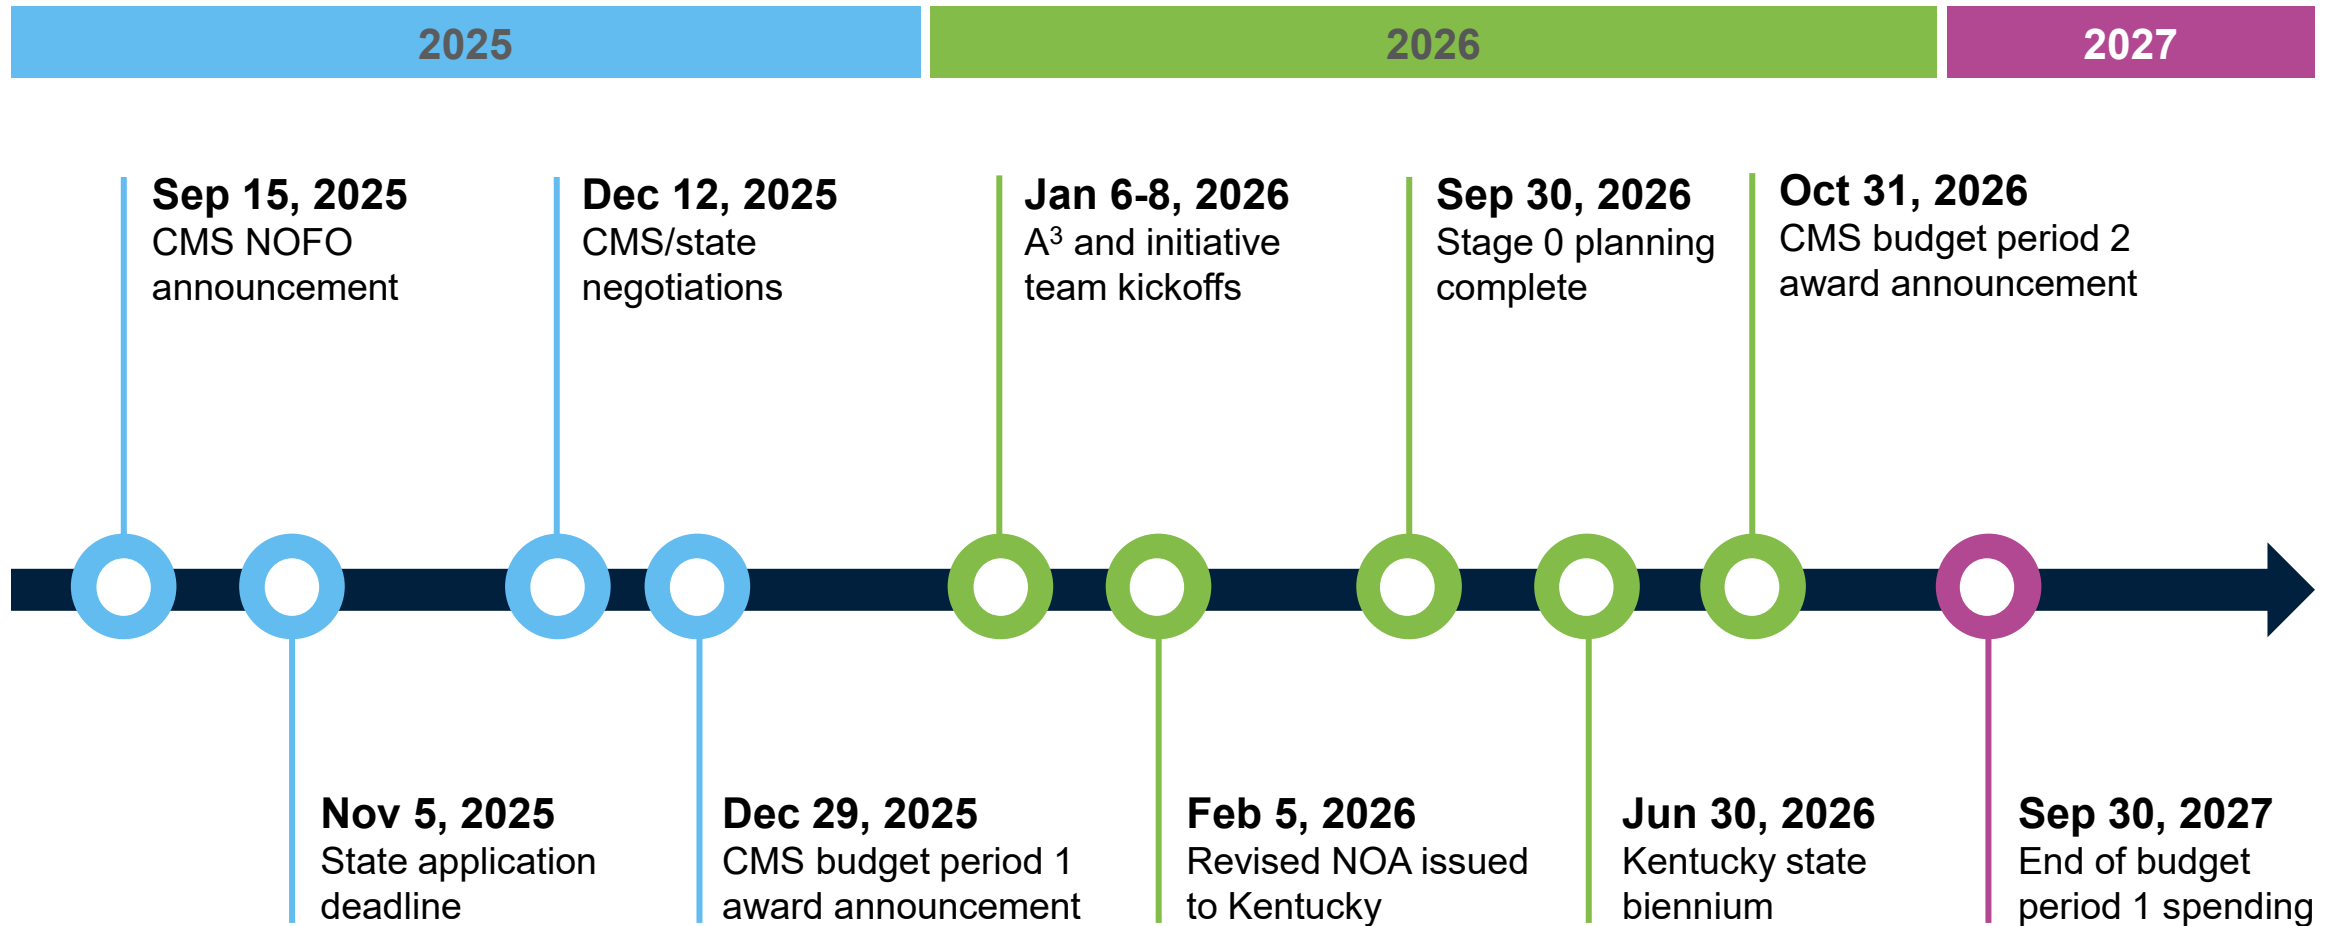 2025
2026
2027
Sep 15, 2025
CMS NOFO
announcement
Dec 12, 2025
CMS/state
negotiations
Jan 6-8, 2026
A³ and initiative
team kickoffs
Sep 30, 2026
Stage 0 planning
complete
Oct 31, 2026
CMS budget period 2
award announcement
Nov 5, 2025
State application
deadline
Dec 29, 2025
CMS budget period 1
award announcement
Feb 5, 2026
Revised NOA issued
to Kentucky
Jun 30, 2026
Kentucky state
biennium
Sep 30, 2027
End of budget
period 1 spending